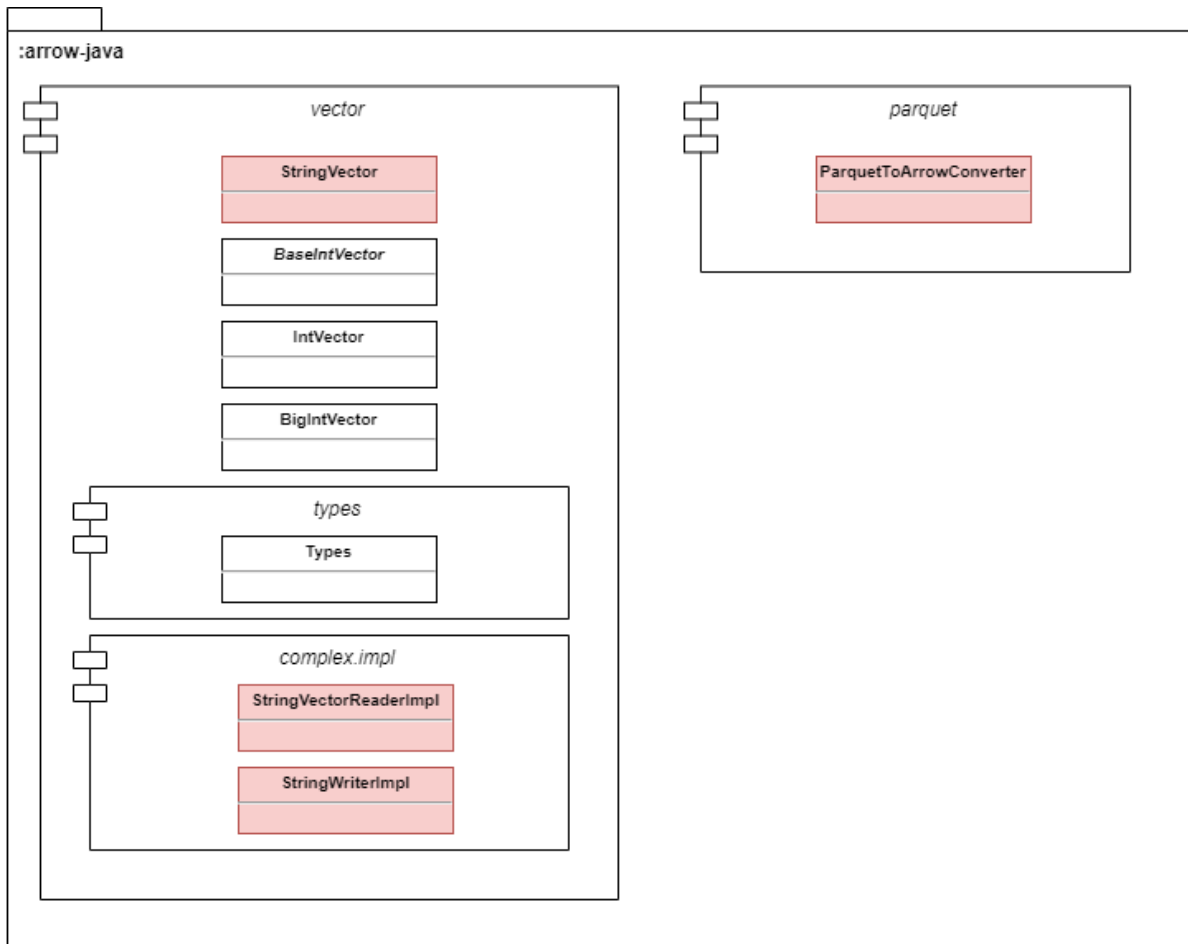 :arrow-java
vector
StringVector
BaseIntVector
IntVector
BigIntVector
types
Types
complex.impl
StringVectorReaderImpl
StringWriterImpl
parquet
ParquetToArrowConverter